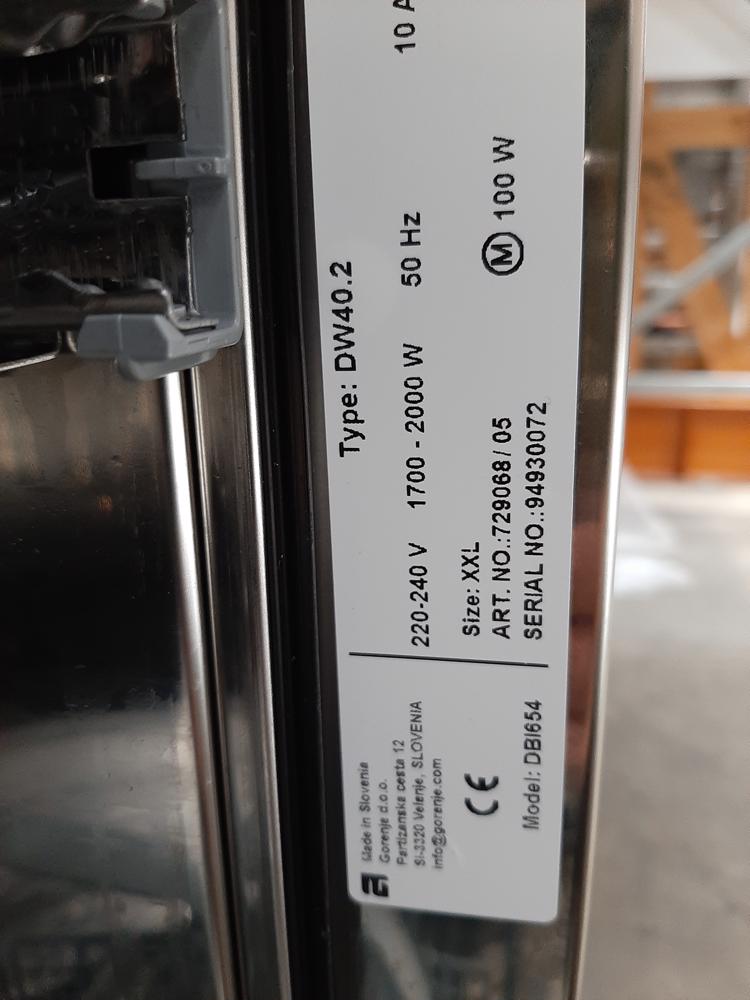 Type: DW40.2
220-240 V 1700 - 2000 W 50 Hz 10 A
Size: XXL
ART. NO.:729068/ 05
M 100 W
SERIAL NO.:94930072
Made in Slovenia
Gorenje d.o.o.
Partizanska cesta 12
SI-3320 Velenje, SLOVENIA
info@gorenje.com
CE
Model: DBI654